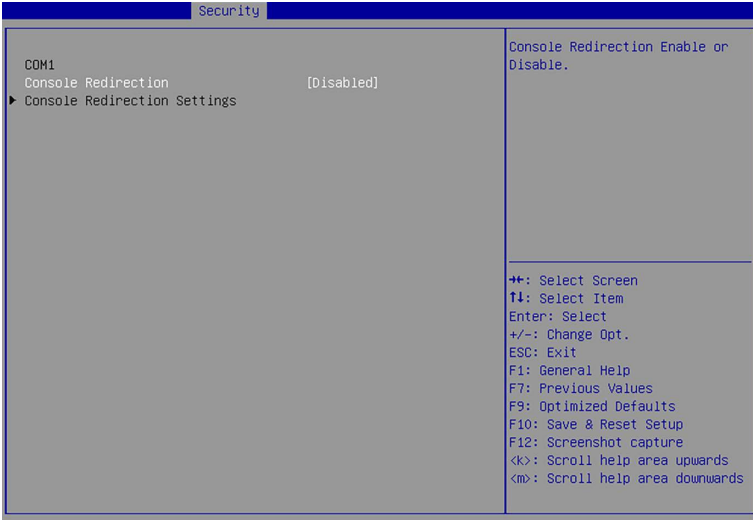 Security
COM1
Console Redirection [Disabled]
Console Redirection Settings
Console Redirection Enable or
Disable.
→←: Select Screen
↑↓: Select Item
Enter: Select
+/-: Change Opt.
ESC: Exit
F1: General Help
F7: Previous Values
F9: Optimized Defaults
F10: Save & Reset Setup
F12: Screenshot capture
<k>: Scroll help area upwards
<m>: Scroll help area downwards